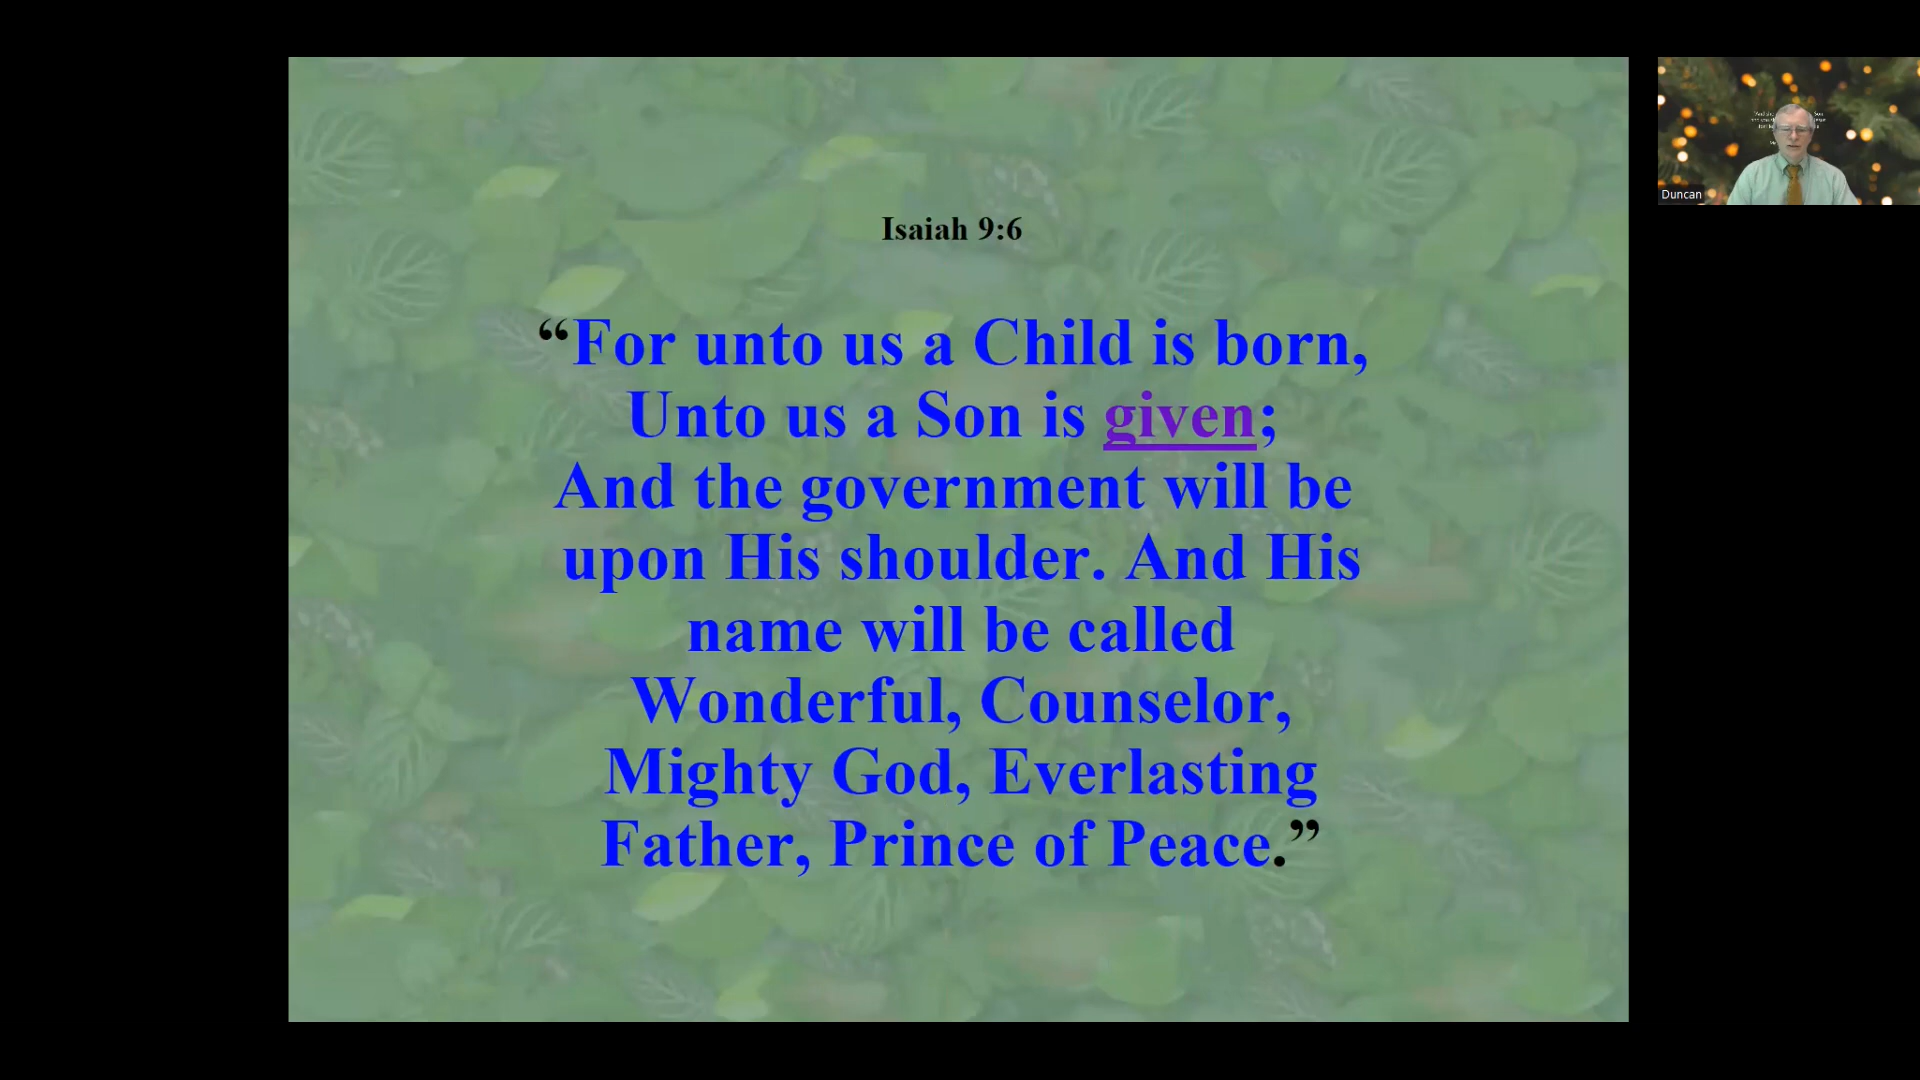 Isaiah 9:6
“For unto us a Child is born,
Unto us a Son is given;
And the government will be
upon His shoulder. And His
name will be called
Wonderful, Counselor,
Mighty God, Everlasting
Father, Prince of Peace.”
Duncan